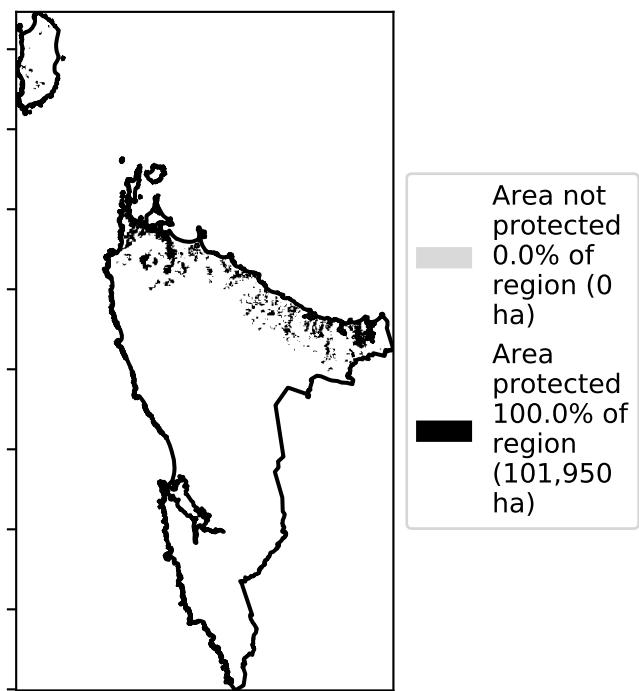 Area not
protected
0.0% of
region (0
ha)
Area
protected
100.0% of
region
(101,950
ha)